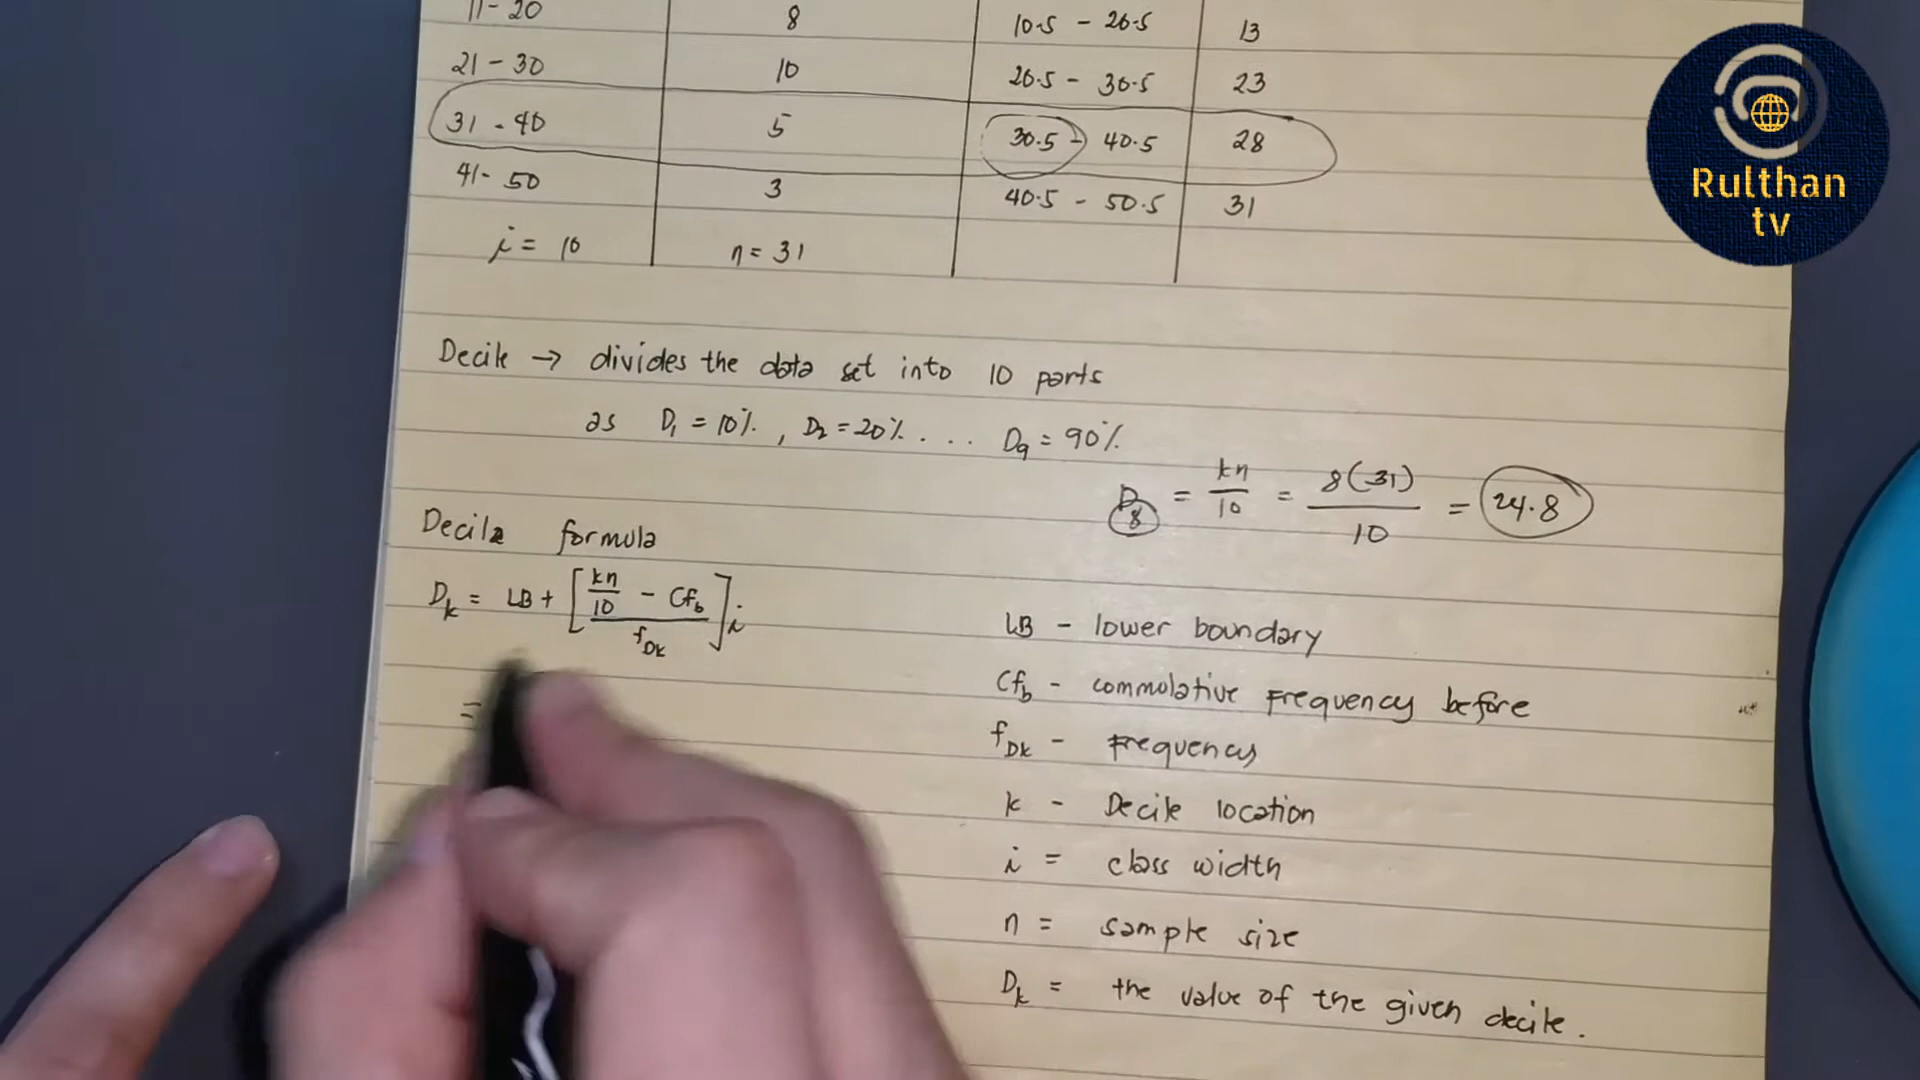 11-20 8 10.5 - 20.5 13
21-30 10 20.5 - 30.5 23
31-40 5 30.5 - 40.5 28
41-50 3 40.5 - 50.5 31
i = 10 n = 31
Rulthan
tv
Decile → divides the data set into 10 parts
as D₁ = 10%, D₂ = 20% .... D₉ = 90%
D₈ = kn/10 = 8(31)/10 = 24.8
Decile formula
Dk = LB + [(kn/10 - Cfb)/fDk] i
=
LB - lower boundary
Cfb - commolative frequency before
fDk - frequency
k - Decile location
i = class width
n = sample size
Dk = the value of the given decile.